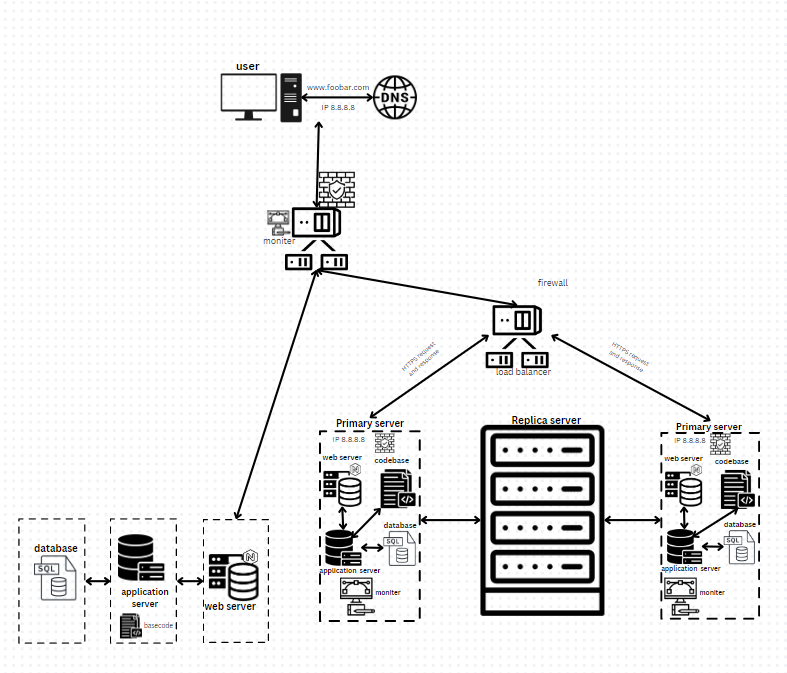 user
www.foobar.com
IP 8.8.8.8
DNS
moniter
firewall
load balancer
HTTPS request
and response
HTTPS request
and response
Primary server
IP 8.8.8.8
web server
N
codebase
database
SQL
application server
moniter
Replica server
Primary server
IP 8.8.8.8
web server
N
codebase
database
SQL
application server
moniter
database
SQL
application
server
basecode
N
web server